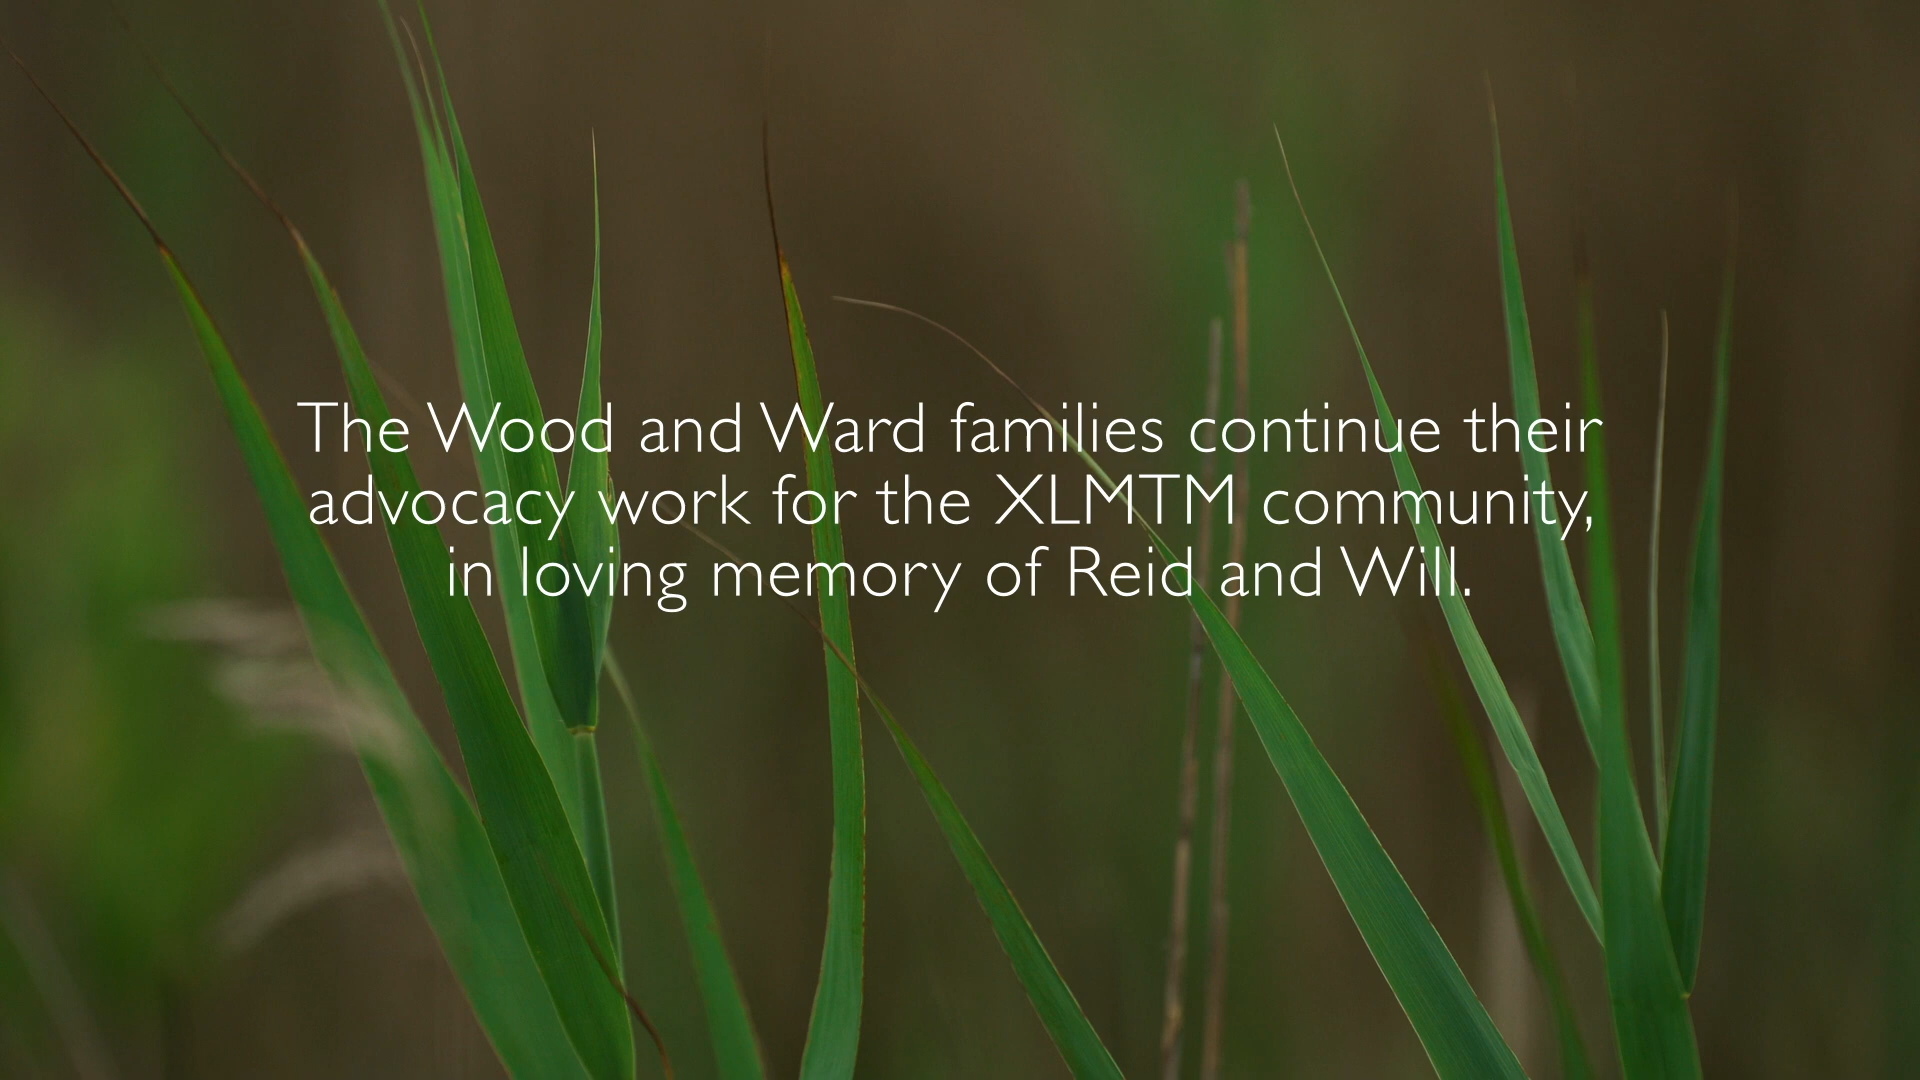 The Wood and Ward families continue their
advocacy work for the XLMTM community,
in loving memory of Reid and Will.